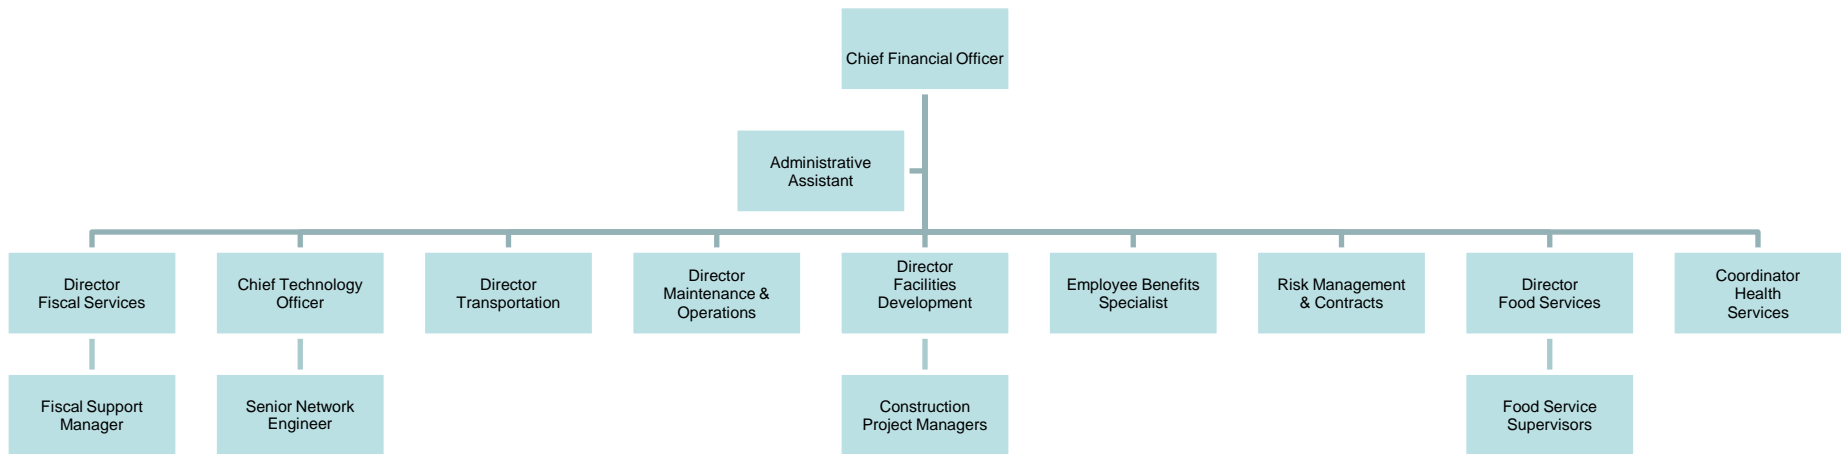 Chief Financial Officer
Administrative
Assistant
Director
Fiscal Services
Chief Technology
Officer
Director
Transportation
Director
Maintenance &
Operations
Director
Facilities
Development
Employee Benefits
Specialist
Risk Management
& Contracts
Director
Food Services
Coordinator
Health
Services
Fiscal Support
Manager
Senior Network
Engineer
Construction
Project Managers
Food Service
Supervisors